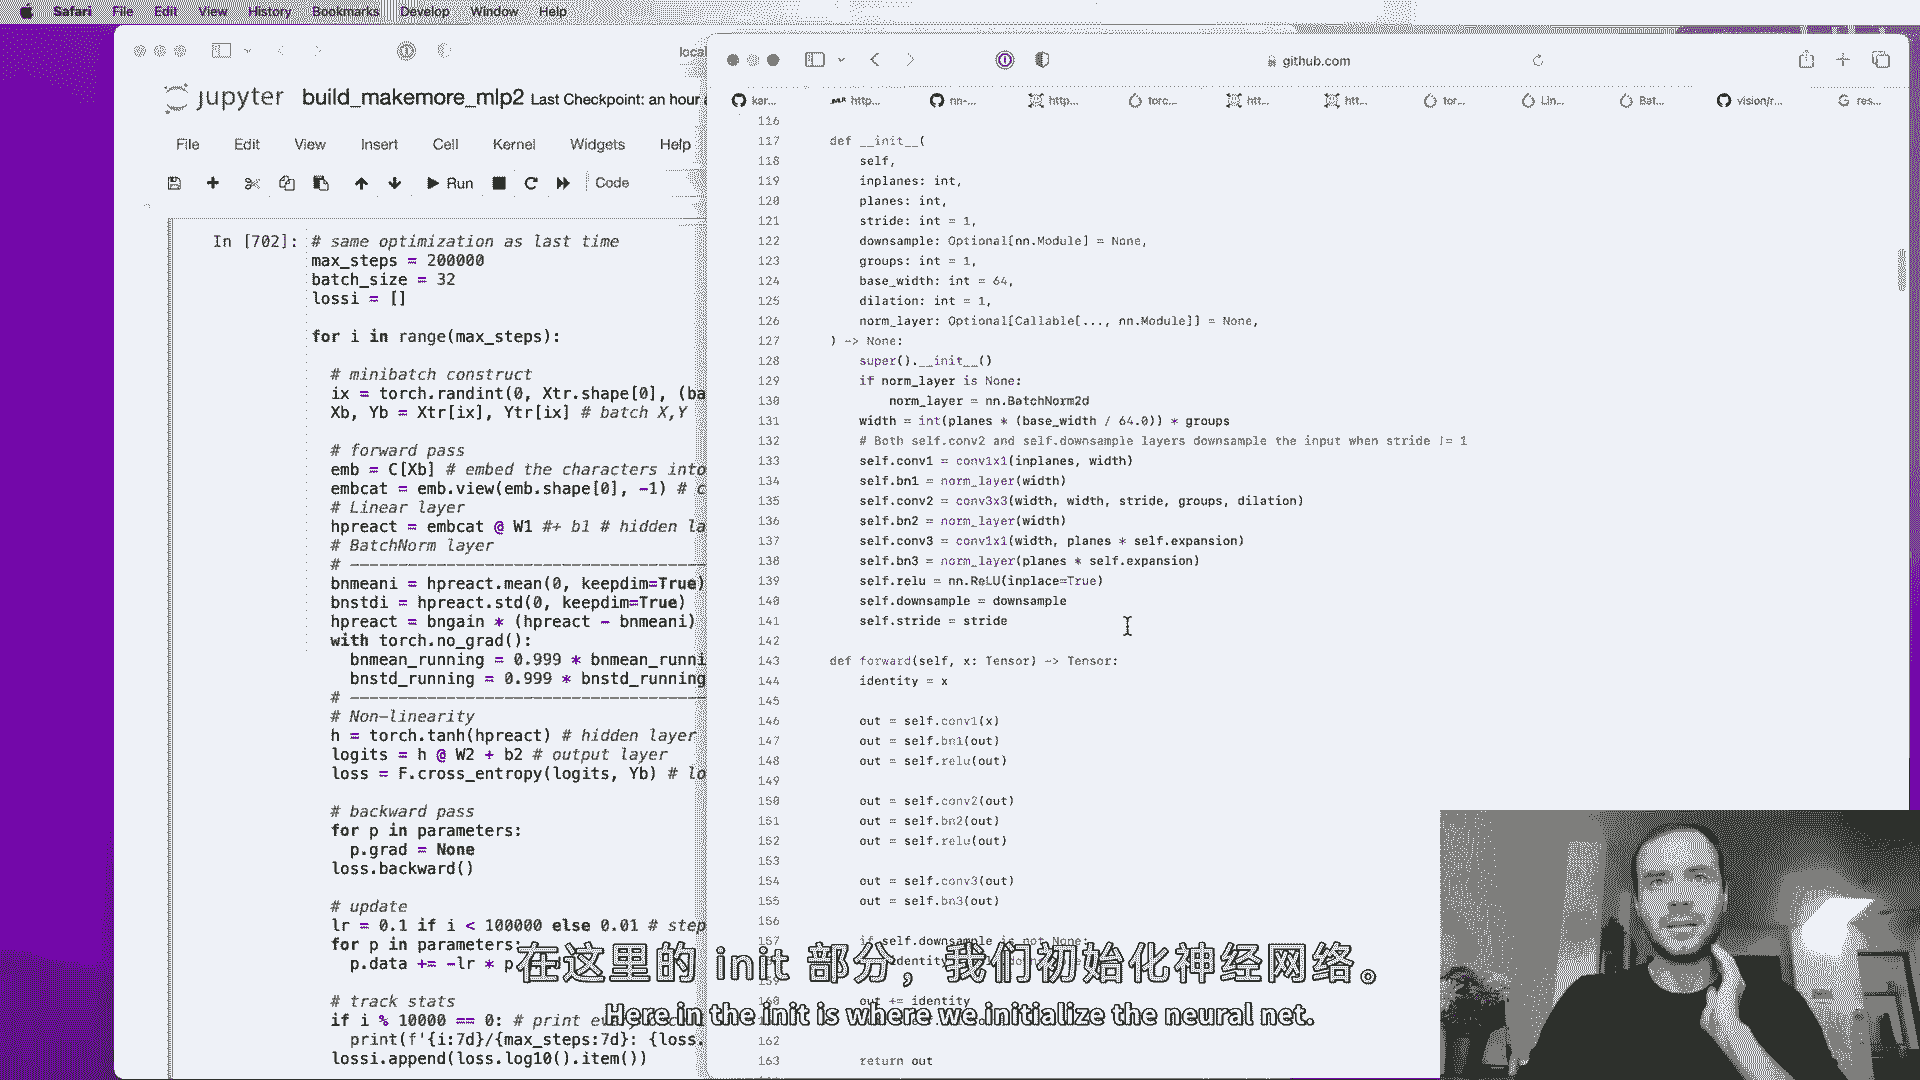 Safari File Edit View History Bookmarks Develop Window Help
local
github.com
jupyter build_makemore_mlp2 Last Checkpoint: an hour a
kar... http... nn-... http... torc... htt... htt... tor... Lin... Bat... vision/r... res...
File Edit View Insert Cell Kernel Widgets Help
Run Code
In [702]: # same optimization as last time
max_steps = 200000
batch_size = 32
lossi = []
for i in range(max_steps):
# minibatch construct
ix = torch.randint(0, Xtr.shape[0], (ba
Xb, Yb = Xtr[ix], Ytr[ix] # batch X,Y
# forward pass
emb = C[Xb] # embed the characters into
embcat = emb.view(emb.shape[0], -1) # c
# Linear layer
hpreact = embcat @ W1 #+ b1 # hidden la
# BatchNorm layer
# -------------------------------------
bnmeani = hpreact.mean(0, keepdim=True)
bnstdi = hpreact.std(0, keepdim=True)
hpreact = bngain * (hpreact - bnmeani)
with torch.no_grad():
bnmean_running = 0.999 * bnmean_runni
bnstd_running = 0.999 * bnstd_running
# -------------------------------------
# Non-linearity
h = torch.tanh(hpreact) # hidden layer
logits = h @ W2 + b2 # output layer
loss = F.cross_entropy(logits, Yb) # lo
# backward pass
for p in parameters:
p.grad = None
loss.backward()
# update
lr = 0.1 if i < 100000 else 0.01 # step
for p in parameters:
p.data += -lr * p.
# track stats
if i % 10000 == 0: # print every
print(f'{i:7d}/{max_steps:7d}: {loss.
lossi.append(loss.log10().item())
116
117 def __init__(
118 self,
119 inplanes: int,
120 planes: int,
121 stride: int = 1,
122 downsample: Optional[nn.Module] = None,
123 groups: int = 1,
124 base_width: int = 64,
125 dilation: int = 1,
126 norm_layer: Optional[Callable[..., nn.Module]] = None,
127 ) -> None:
128 super().__init__()
129 if norm_layer is None:
130 norm_layer = nn.BatchNorm2d
131 width = int(planes * (base_width / 64.0)) * groups
132 # Both self.conv2 and self.downsample layers downsample the input when stride != 1
133 self.conv1 = conv1x1(inplanes, width)
134 self.bn1 = norm_layer(width)
135 self.conv2 = conv3x3(width, width, stride, groups, dilation)
136 self.bn2 = norm_layer(width)
137 self.conv3 = conv1x1(width, planes * self.expansion)
138 self.bn3 = norm_layer(planes * self.expansion)
139 self.relu = nn.ReLU(inplace=True)
140 self.downsample = downsample
141 self.stride = stride
142
143 def forward(self, x: Tensor) -> Tensor:
144 identity = x
145
146 out = self.conv1(x)
147 out = self.bn1(out)
148 out = self.relu(out)
149
150 out = self.conv2(out)
151 out = self.bn2(out)
152 out = self.relu(out)
153
154 out = self.conv3(out)
155 out = self.bn3(out)
156
157 if self.downsample is not None:
identity
160 out += identity
162
163 return out
在这里的 init 部分，我们初始化神经网络。
Here in the init is where we initialize the neural net.